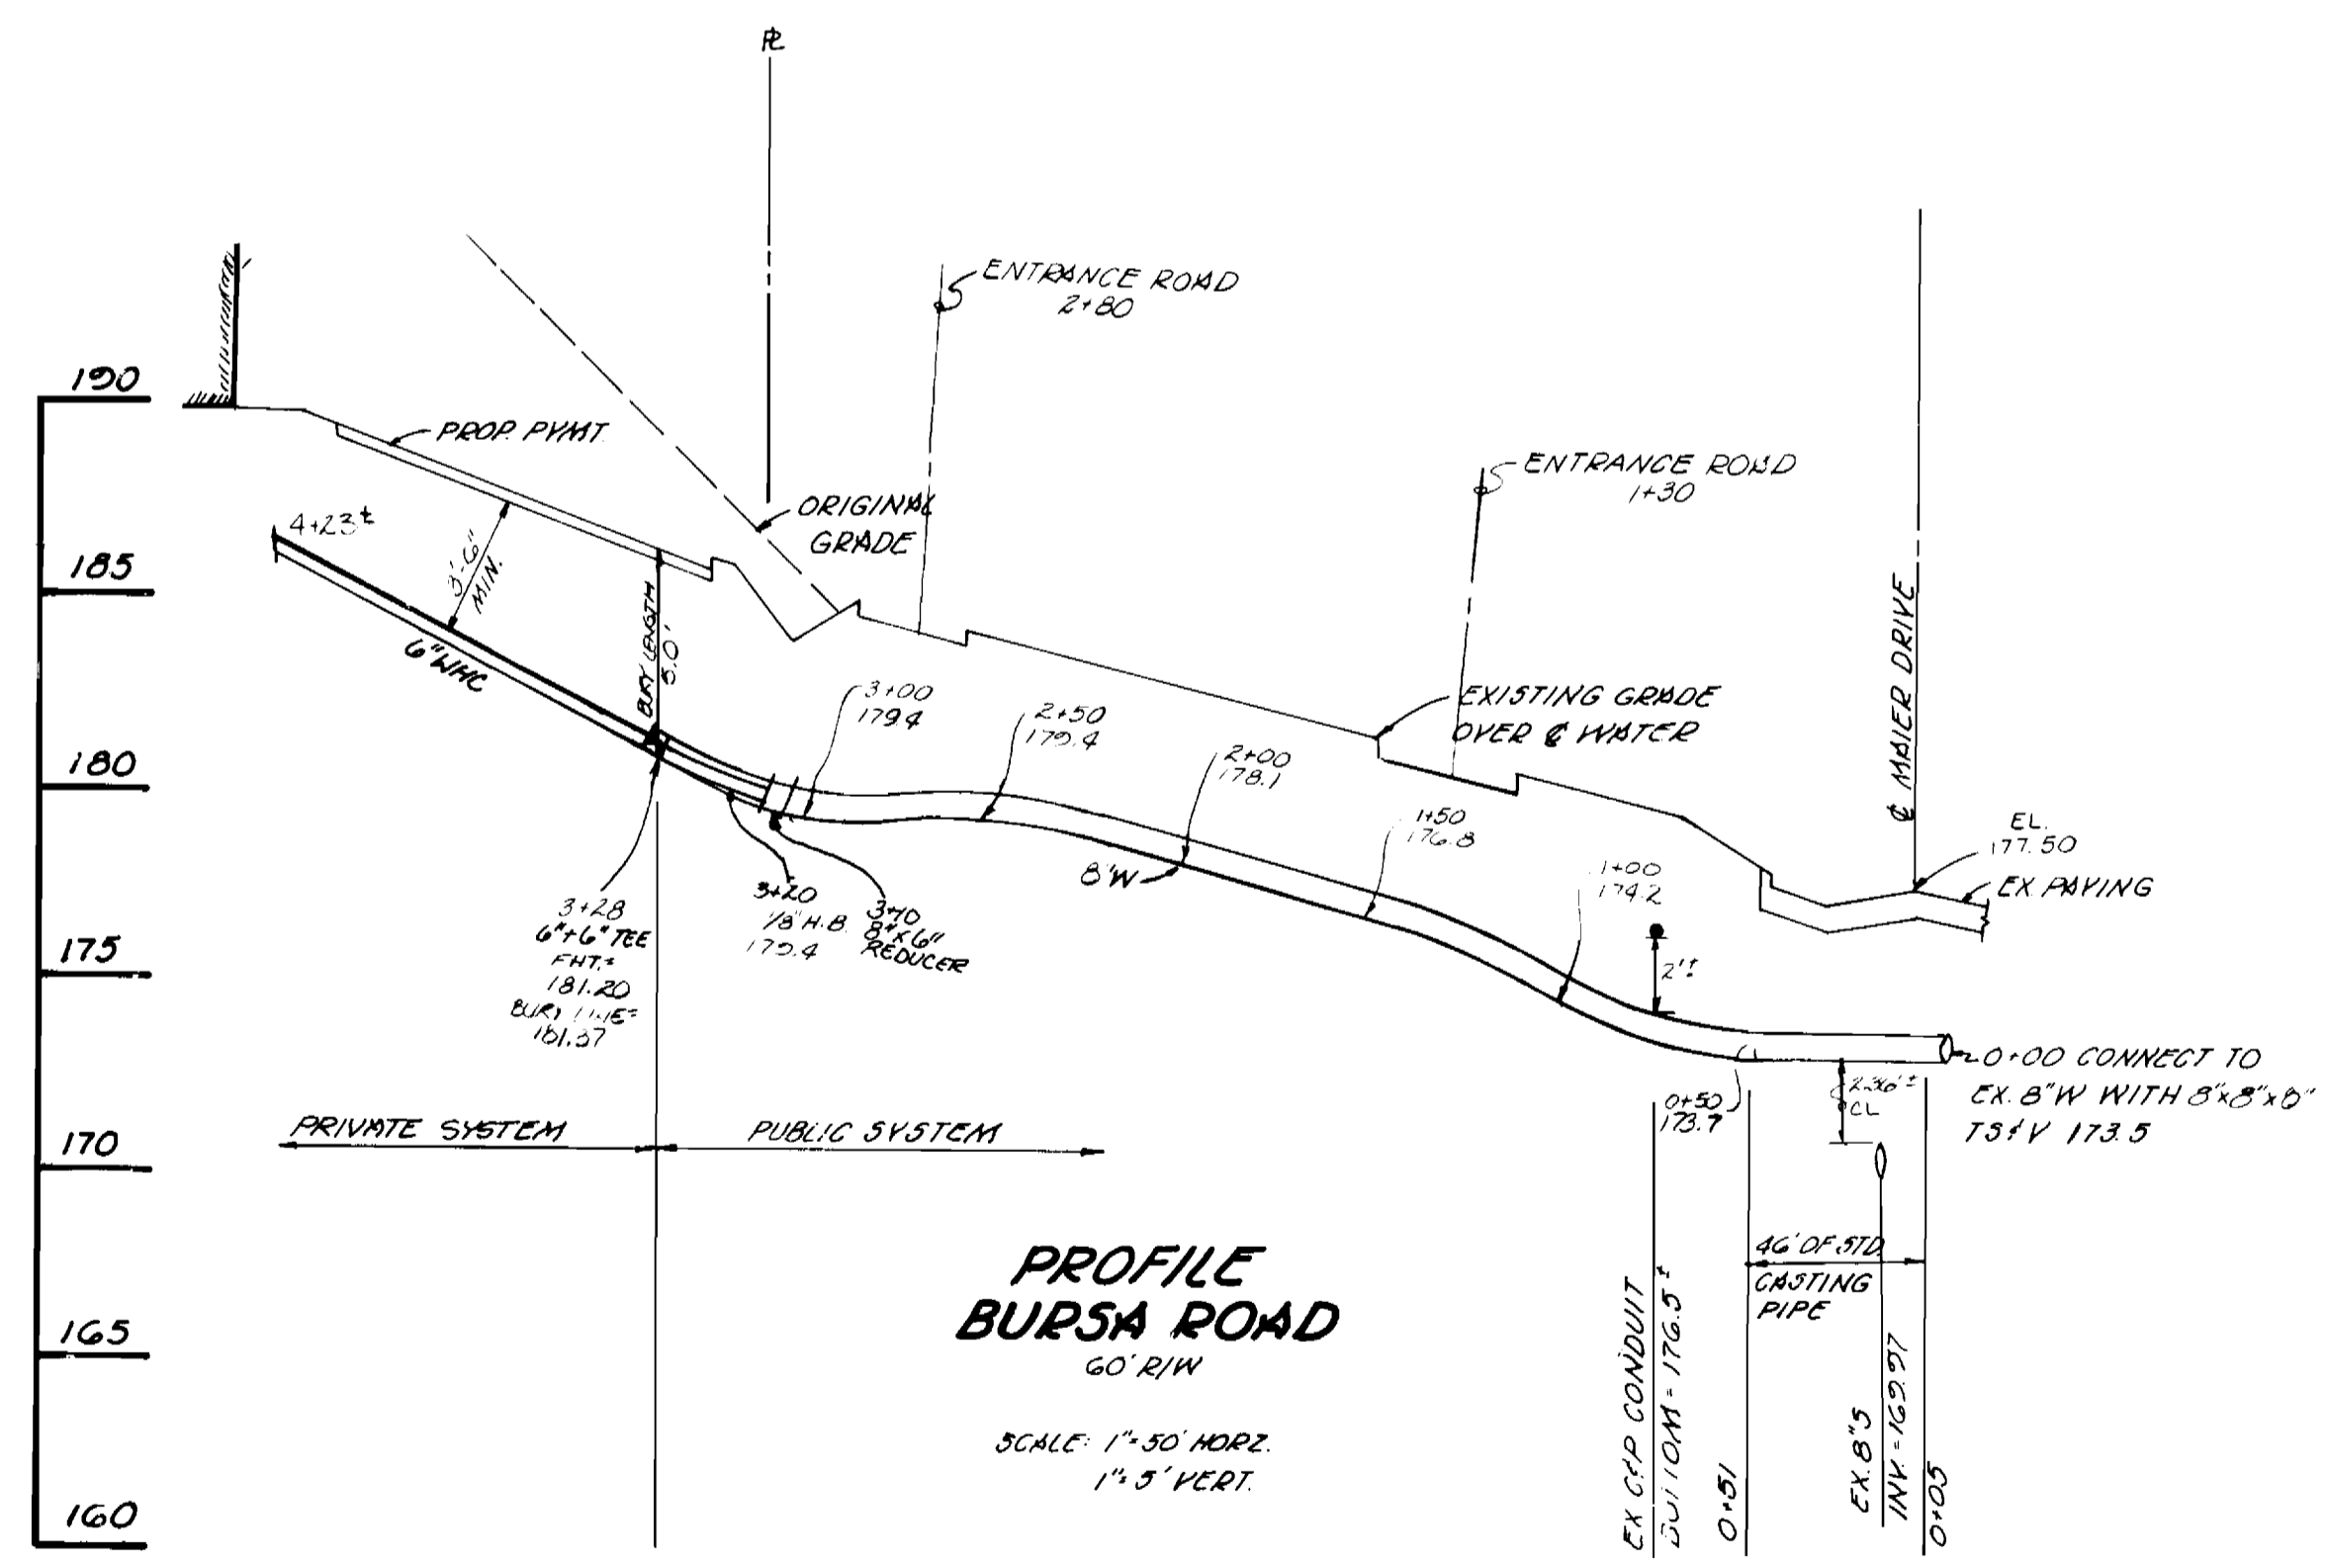 ℄
ENTRANCE ROAD
2+80
190
PROP. PVMT.
ENTRANCE ROAD
1+30
ORIGINAL
GRADE
4+23±
3'-6"
MIN.
185
6"WHC
BURY LENGTH
5.0'
3+00
179.4
2+50
179.4
EXISTING GRADE
OVER ℄ WATER
℄ MAIER DRIVE
2+00
178.1
180
1+50
176.8
EL.
177.50
EX. PAVING
8"W
1+00
174.2
3+28
6"+6" TEE
FHT.=
181.20
BURY LINE=
181.37
3+20
1/8" H.B.
179.4
3+10
8"x6"
REDUCER
175
2'±
0+00 CONNECT TO
EX. 8"W WITH 8"x8"x8"
TS&V 173.5
0+50
173.7
2.36'±
CL
170
PRIVATE SYSTEM
PUBLIC SYSTEM
PROFILE
BURSA ROAD
60' R/W
SCALE: 1"=50' HORZ.
1"=5' VERT.
46' OF STD.
CASTING
PIPE
165
160
EX C&P CONDUIT
BOTTOM = 176.5±
0+51
EX. 8"S
INV. = 169.97
0+05